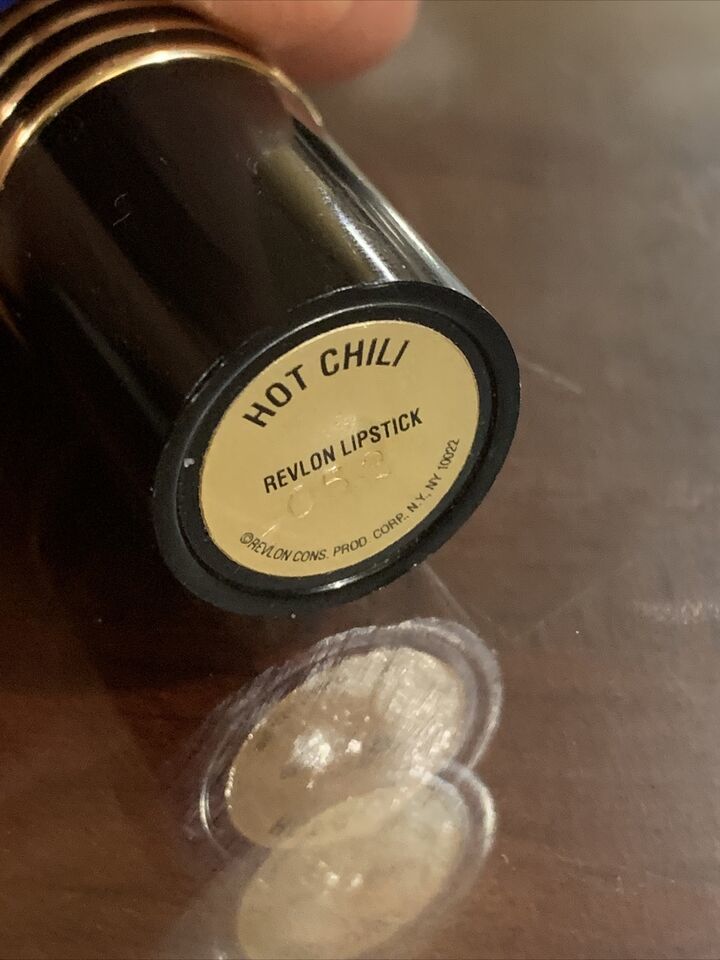 HOT CHILI
REVLON LIPSTICK
©REVLON CONS. PROD. CORP., N.Y., NY 10022